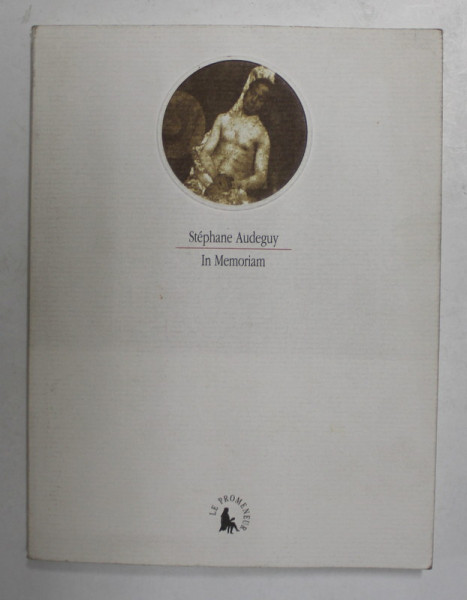 Stéphane Audeguy
In Memoriam
LE PROMENEUR